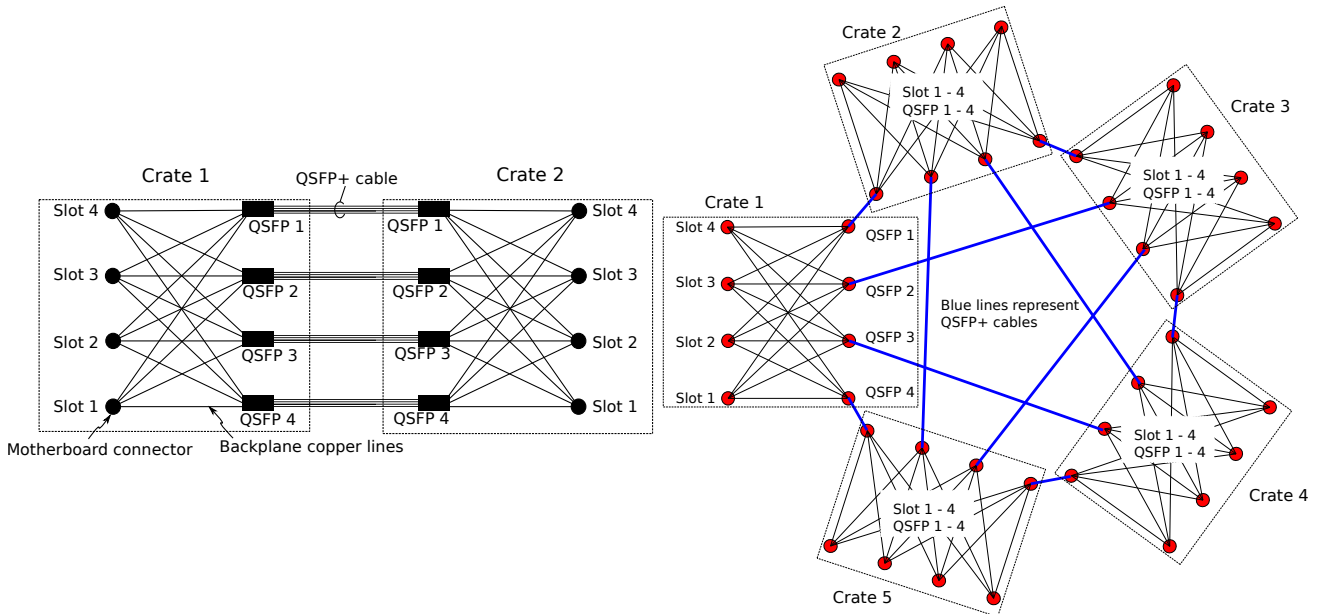 Crate 1
QSFP+ cable
Crate 2
Slot 4
QSFP 1
QSFP 1
Slot 4
Slot 3
QSFP 2
QSFP 2
Slot 3
Slot 2
QSFP 3
QSFP 3
Slot 2
Slot 1
QSFP 4
QSFP 4
Slot 1
Motherboard connector
Backplane copper lines
Crate 2
Slot 1 - 4
QSFP 1 - 4
Crate 3
Slot 1 - 4
QSFP 1 - 4
Crate 1
Slot 4
QSFP 1
Slot 3
QSFP 2
Slot 2
QSFP 3
Slot 1
QSFP 4
Blue lines represent
QSFP+ cables
Slot 1 - 4
QSFP 1 - 4
Crate 4
Slot 1 - 4
QSFP 1 - 4
Crate 5